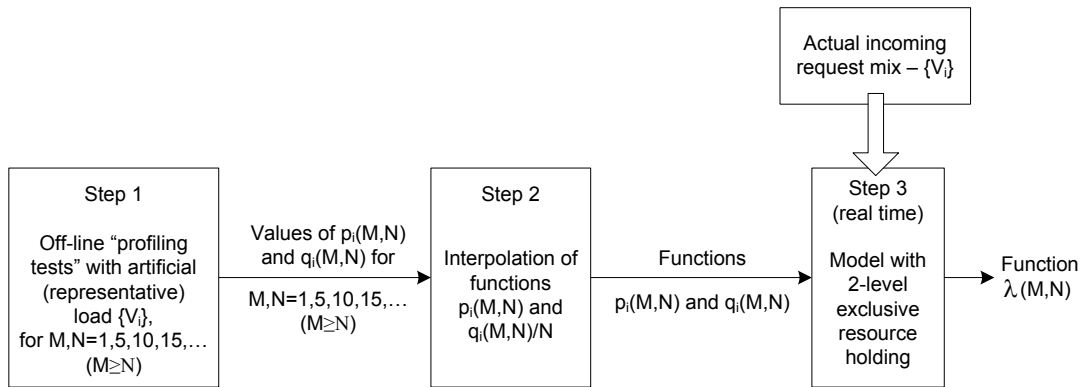 Actual incoming
request mix – {Vi}
Step 1
Off-line “profiling
tests” with artificial
(representative)
load {Vi},
for M,N=1,5,10,15,…
(M≥N)
Values of pi(M,N)
and qi(M,N) for
M,N=1,5,10,15,…
(M≥N)
Step 2
Interpolation of
functions
pi(M,N) and
qi(M,N)/N
Functions
pi(M,N) and qi(M,N)
Step 3
(real time)
Model with
2-level
exclusive
resource
holding
Function
λ(M,N)